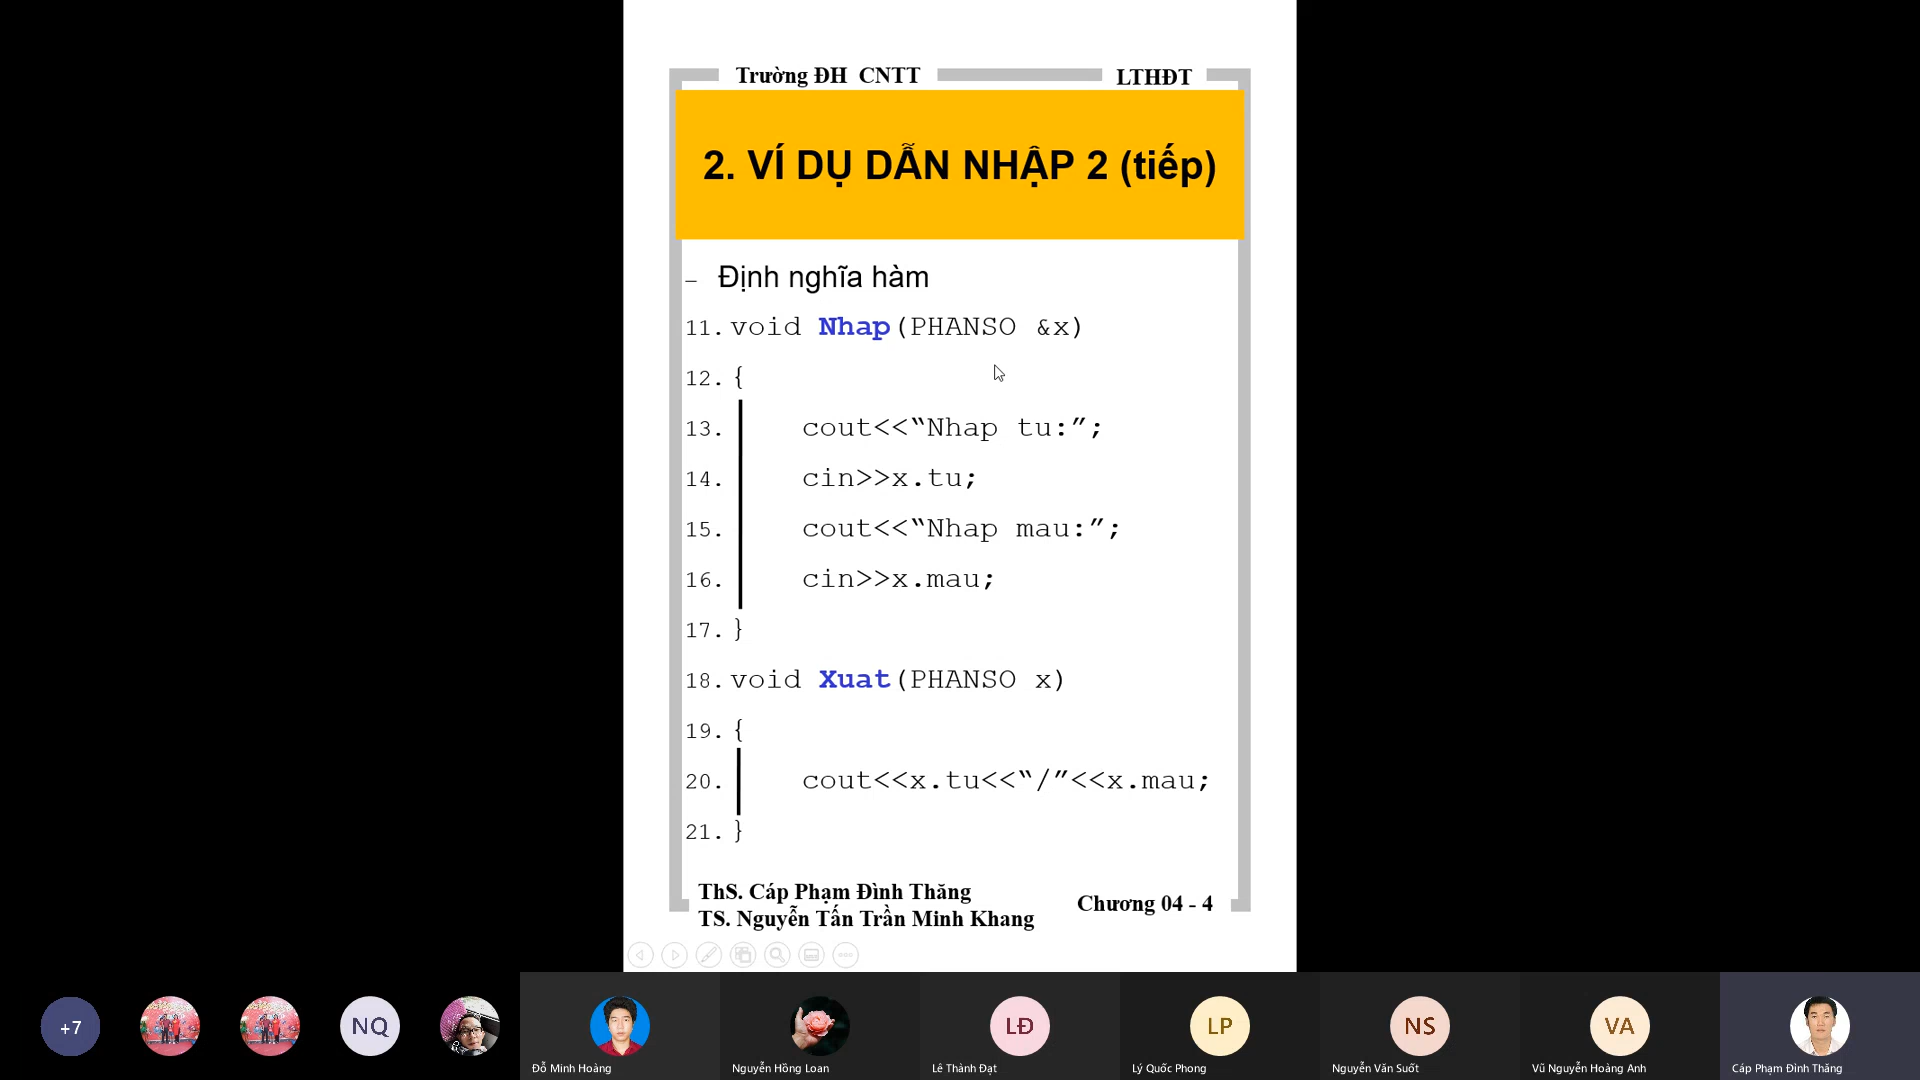 Trường ĐH CNTT
LTHĐT
2. VÍ DỤ DẪN NHẬP 2 (tiếp)
– Định nghĩa hàm
11. void Nhap(PHANSO &x)
12. {
13. cout<<“Nhap tu:”;
14. cin>>x.tu;
15. cout<<“Nhap mau:”;
16. cin>>x.mau;
17. }
18. void Xuat(PHANSO x)
19. {
20. cout<<x.tu<<“/”<<x.mau;
21. }
ThS. Cáp Phạm Đình Thăng
TS. Nguyễn Tấn Trần Minh Khang
Chương 04 - 4
+7
NQ
LĐ
LP
NS
VA
Đỗ Minh Hoàng
Nguyễn Hồng Loan
Lê Thành Đạt
Lý Quốc Phong
Nguyễn Văn Suốt
Vũ Nguyễn Hoàng Anh
Cáp Phạm Đình Thăng